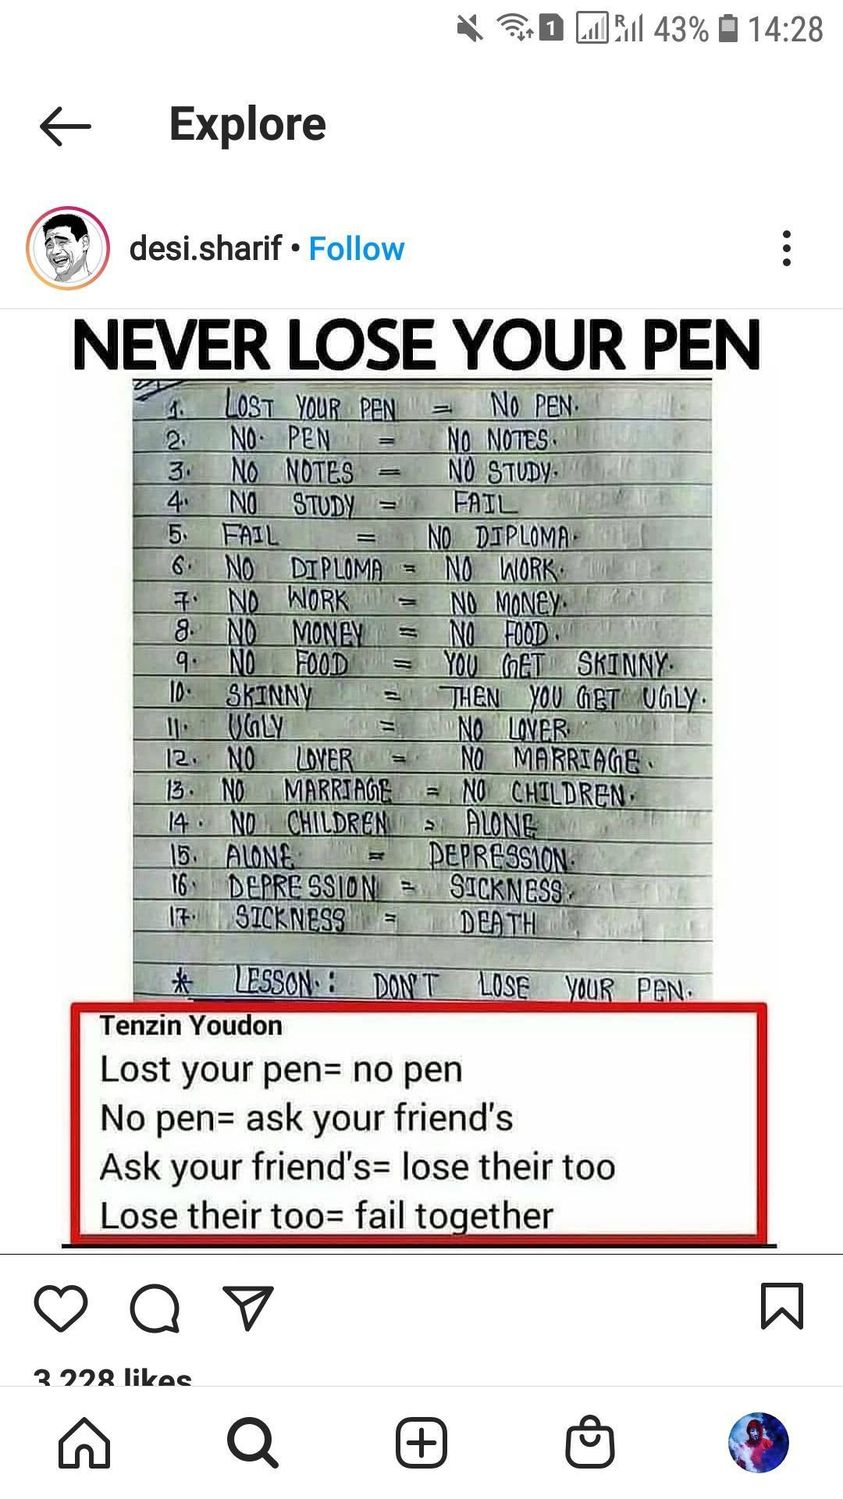 1 43% 14:28
Explore
desi.sharif • Follow
NEVER LOSE YOUR PEN
1. LOST YOUR PEN = NO PEN.
2. NO PEN = NO NOTES.
3. NO NOTES = NO STUDY.
4. NO STUDY = FAIL
5. FAIL = NO DIPLOMA.
6. NO DIPLOMA = NO WORK.
7. NO WORK = NO MONEY.
8. NO MONEY = NO FOOD.
9. NO FOOD = YOU GET SKINNY.
10. SKINNY = THEN YOU GET UGLY.
11. UGLY = NO LOVER.
12. NO LOVER = NO MARRIAGE.
13. NO MARRIAGE = NO CHILDREN.
14. NO CHILDREN = ALONE
15. ALONE = DEPRESSION.
16. DEPRESSION = SICKNESS.
17. SICKNESS = DEATH
* LESSON.: DON'T LOSE YOUR PEN.
Tenzin Youdon
Lost your pen= no pen
No pen= ask your friend's
Ask your friend's= lose their too
Lose their too= fail together
3,228 likes